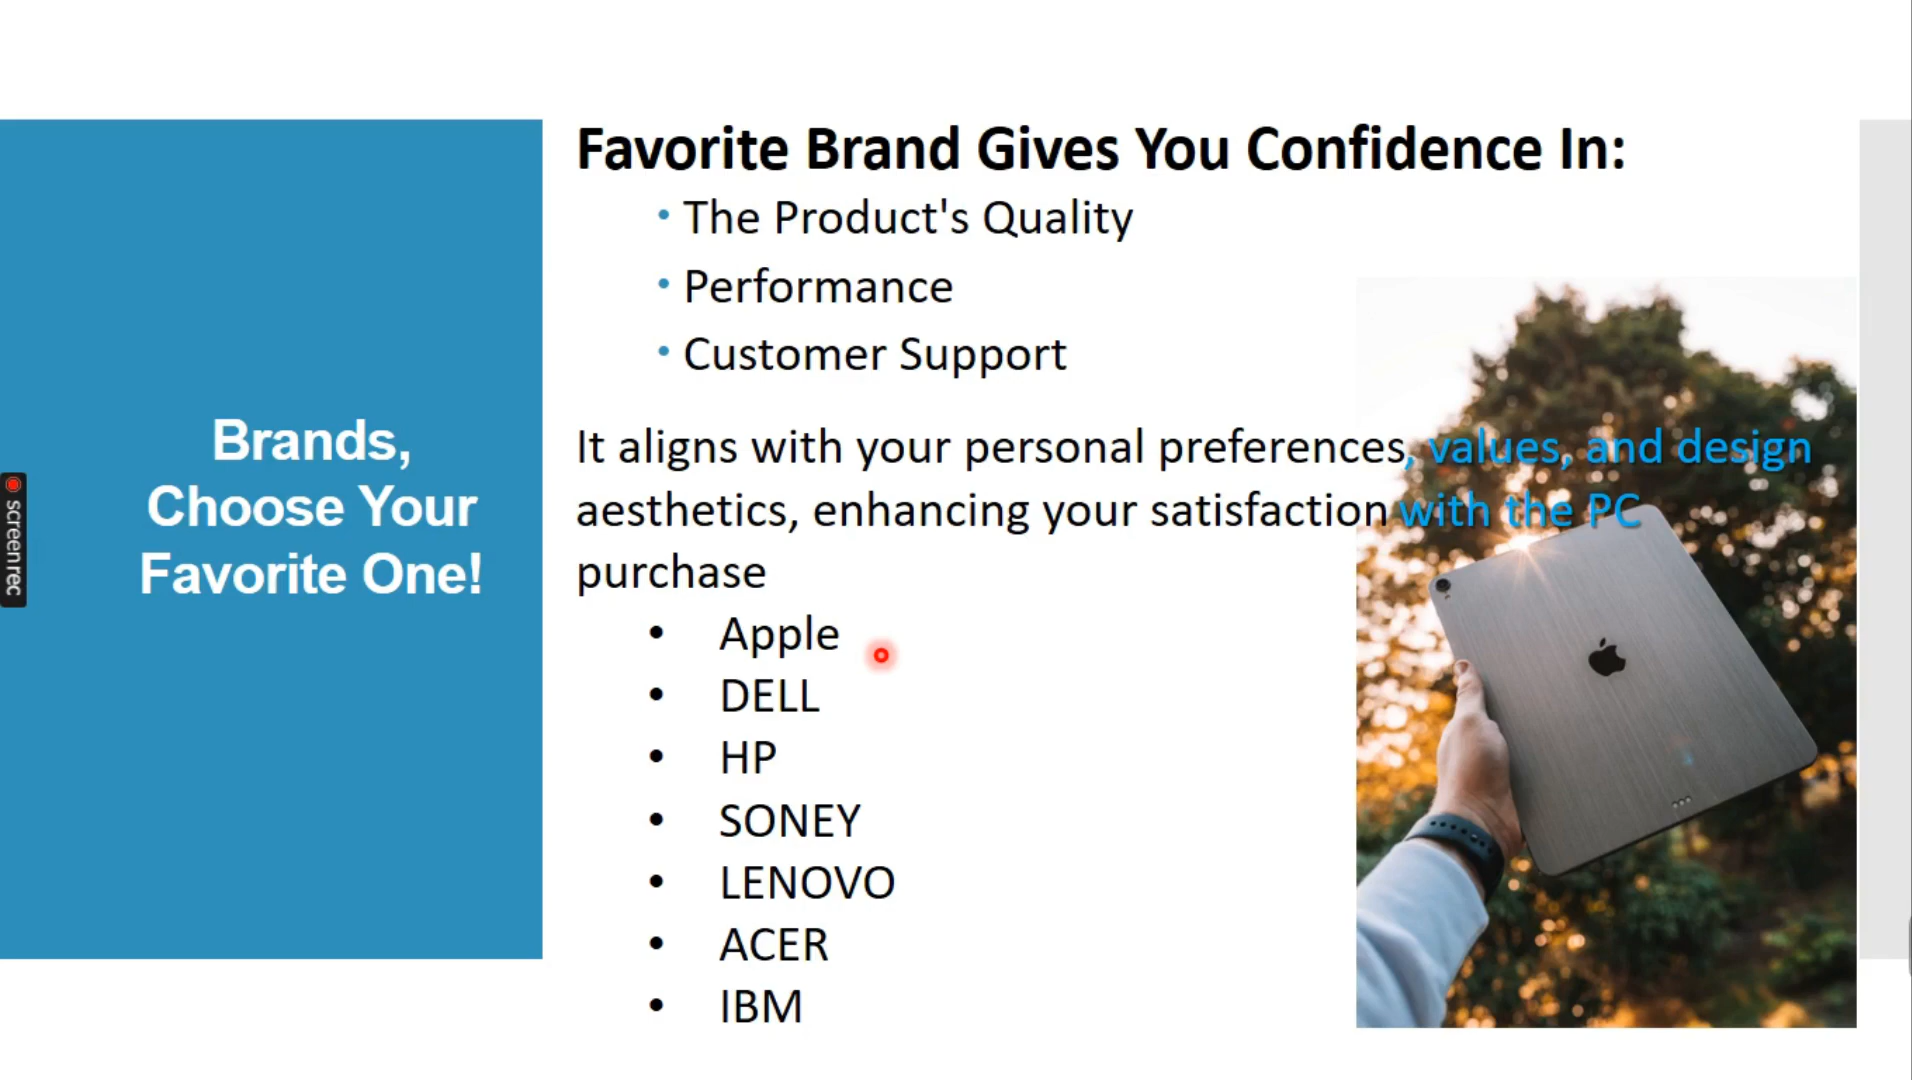 Brands,
Choose Your
Favorite One!
Favorite Brand Gives You Confidence In:
• The Product's Quality
• Performance
• Customer Support
It aligns with your personal preferences, values, and design
aesthetics, enhancing your satisfaction with the PC
purchase
• Apple
• DELL
• HP
• SONEY
• LENOVO
• ACER
• IBM
screenrec